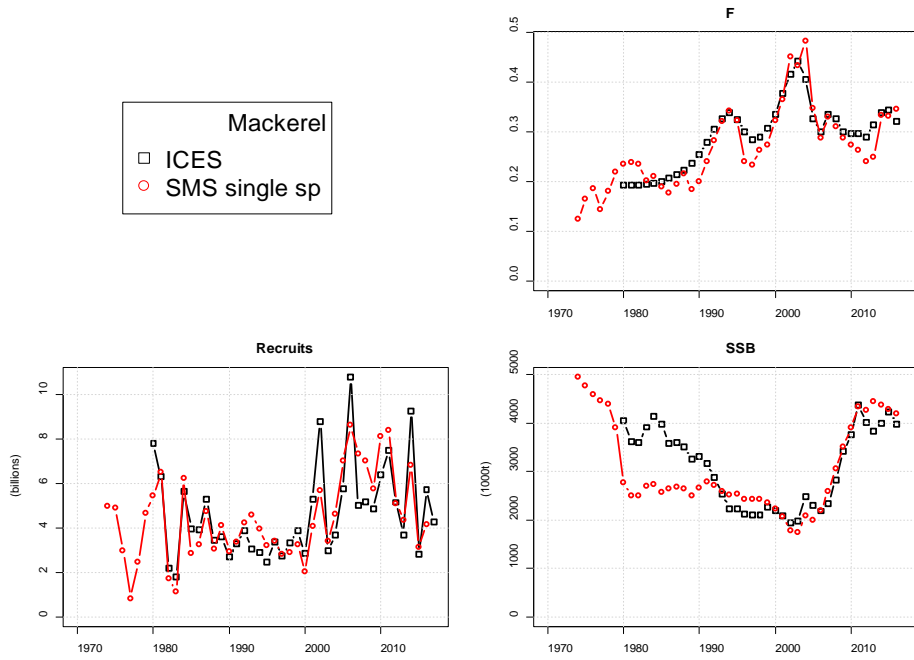 F
Mackerel
ICES
SMS single sp
0.0 0.1 0.2 0.3 0.4 0.5
1970 1980 1990 2000 2010
Recruits
(billions)
0 2 4 6 8 10
1970 1980 1990 2000 2010
SSB
(1000t)
0 1000 2000 3000 4000 5000
1970 1980 1990 2000 2010